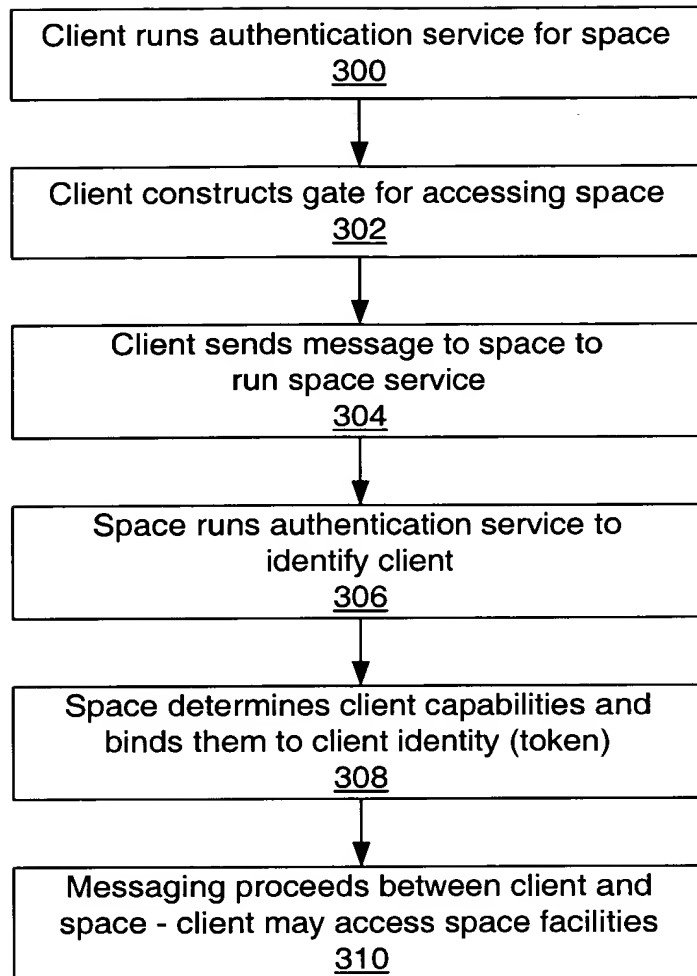 Client runs authentication service for space
300
Client constructs gate for accessing space
302
Client sends message to space to
run space service
304
Space runs authentication service to
identify client
306
Space determines client capabilities and
binds them to client identity (token)
308
Messaging proceeds between client and
space - client may access space facilities
310